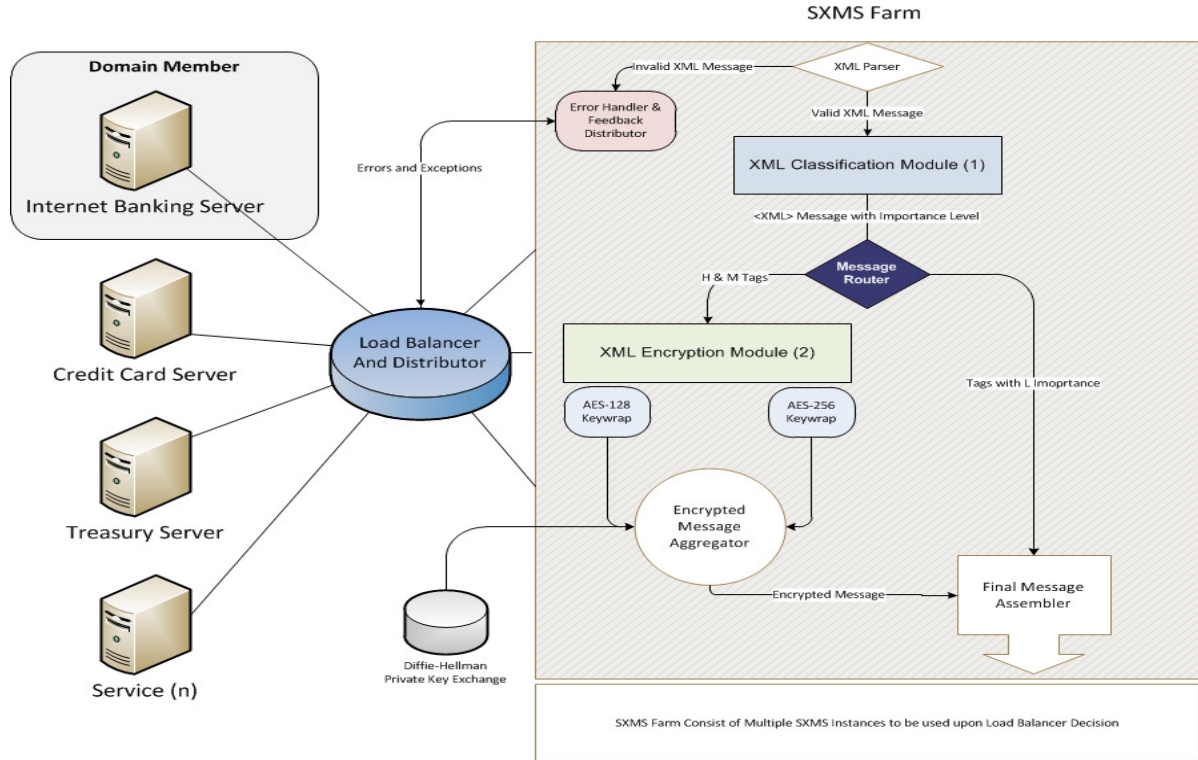 SXMS Farm
Domain Member
Internet Banking Server
Credit Card Server
Treasury Server
Service (n)
Load Balancer
And Distributor
Errors and Exceptions
Invalid XML Message
XML Parser
Error Handler &
Feedback
Distributor
Valid XML Message
XML Classification Module (1)
<XML> Message with Importance Level
Message
Router
H & M Tags
XML Encryption Module (2)
Tags with L Imoprtance
AES-128
Keywrap
AES-256
Keywrap
Encrypted
Message
Aggregator
Encrypted Message
Final Message
Assembler
Diffie-Hellman
Private Key Exchange
SXMS Farm Consist of Multiple SXMS Instances to be used upon Load Balancer Decision